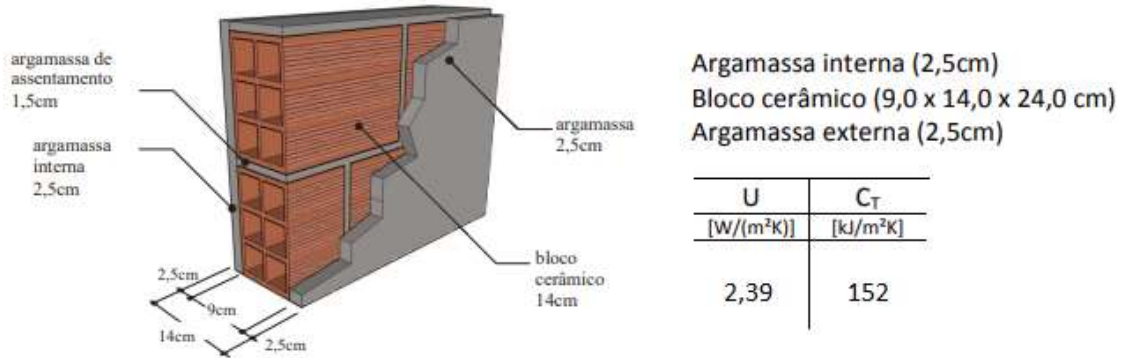 argamassa de
assentamento
1,5cm
argamassa
interna
2,5cm
2,5cm
9cm
14cm
2,5cm
argamassa
2,5cm
bloco
cerâmico
14cm
Argamassa interna (2,5cm)
Bloco cerâmico (9,0 x 14,0 x 24,0 cm)
Argamassa externa (2,5cm)
U C_T
[W/(m²K)] [kJ/m²K]
2,39 152